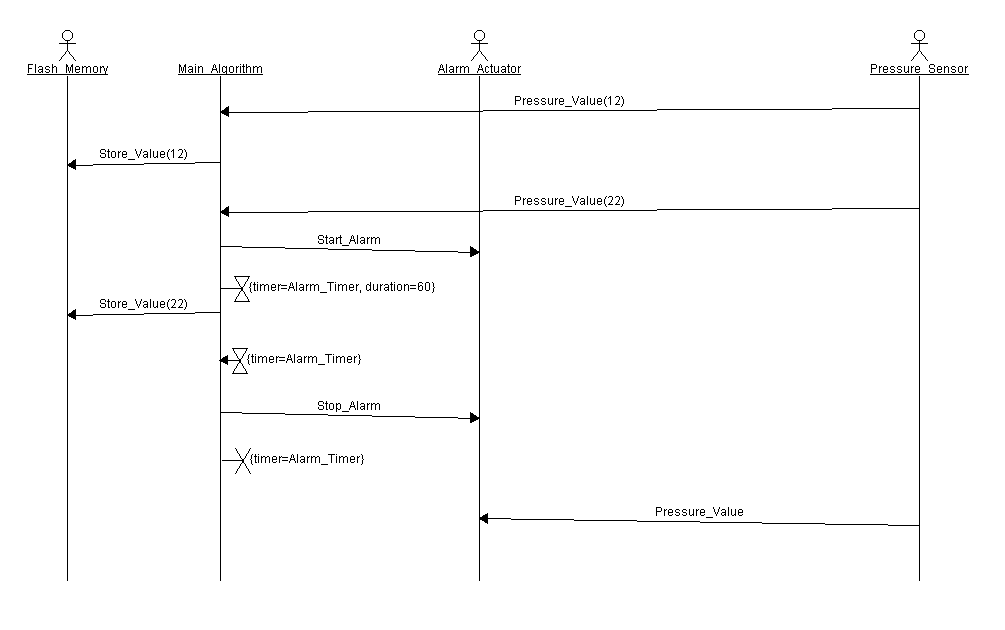 Flash_Memory Main_Algorithm Alarm_Actuator Pressure_Sensor
Pressure_Value(12)
Store_Value(12)
Pressure_Value(22)
Start_Alarm
{timer=Alarm_Timer, duration=60}
Store_Value(22)
{timer=Alarm_Timer}
Stop_Alarm
{timer=Alarm_Timer}
Pressure_Value